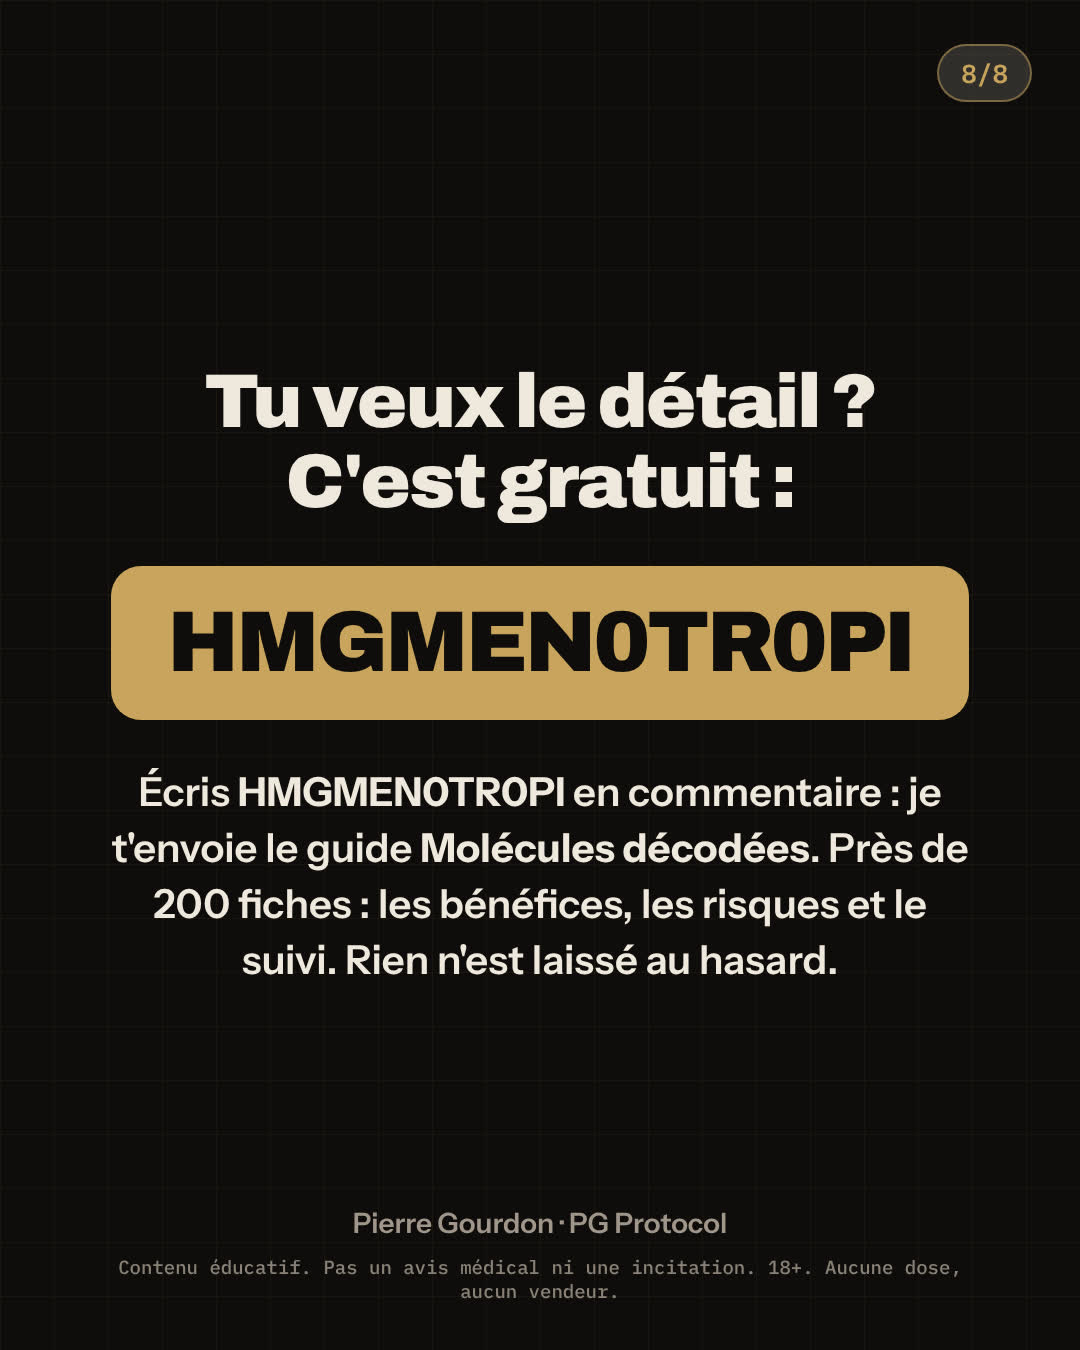 8/8
Tu veux le détail ?
C'est gratuit :
HMGMEN0TR0PI
Écris HMGMEN0TR0PI en commentaire : je
t'envoie le guide Molécules décodées. Près de
200 fiches : les bénéfices, les risques et le
suivi. Rien n'est laissé au hasard.
Pierre Gourdon · PG Protocol
Contenu éducatif. Pas un avis médical ni une incitation. 18+. Aucune dose,
aucun vendeur.